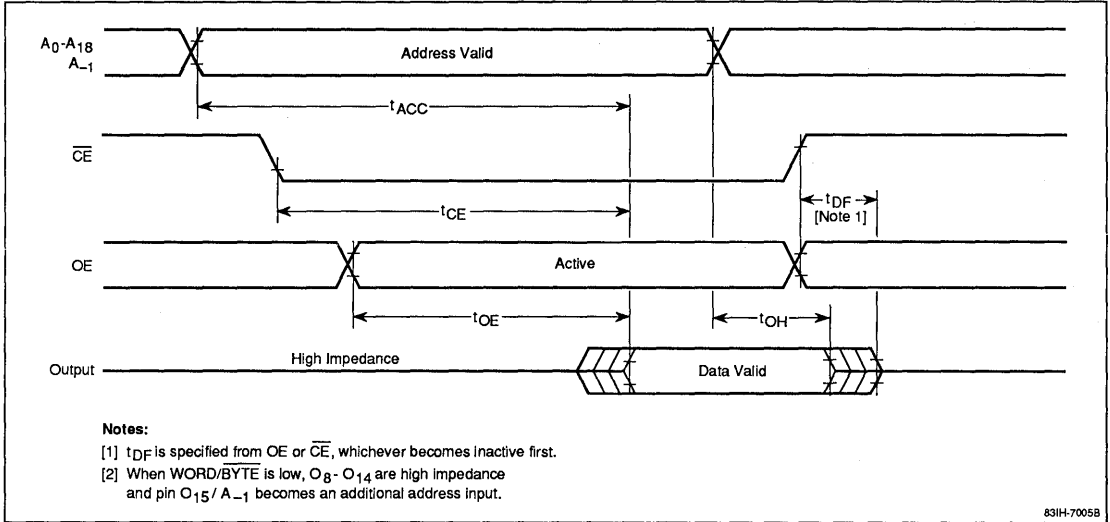 A0-A18
A–1
Address Valid
tACC
CE
tCE
tDF
[Note 1]
OE
Active
tOE
tOH
Output
High Impedance
Data Valid
Notes:
[1] tDF is specified from OE or CE, whichever becomes inactive first.
[2] When WORD/BYTE is low, O8 - O14 are high impedance
and pin O15 / A–1 becomes an additional address input.
83IH-7005B